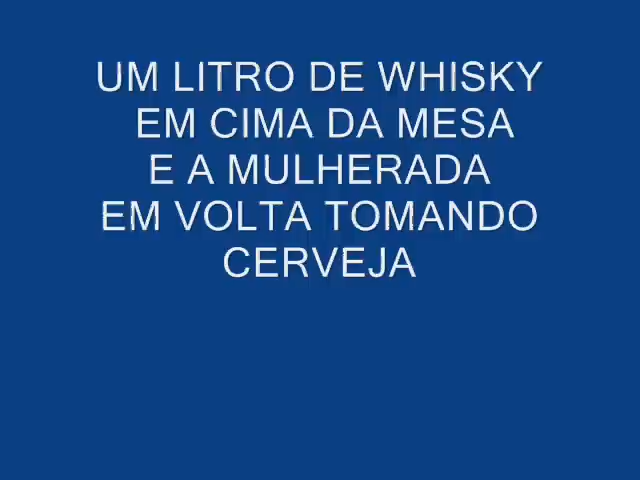 UM LITRO DE WHISKY
EM CIMA DA MESA
E A MULHERADA
EM VOLTA TOMANDO
CERVEJA